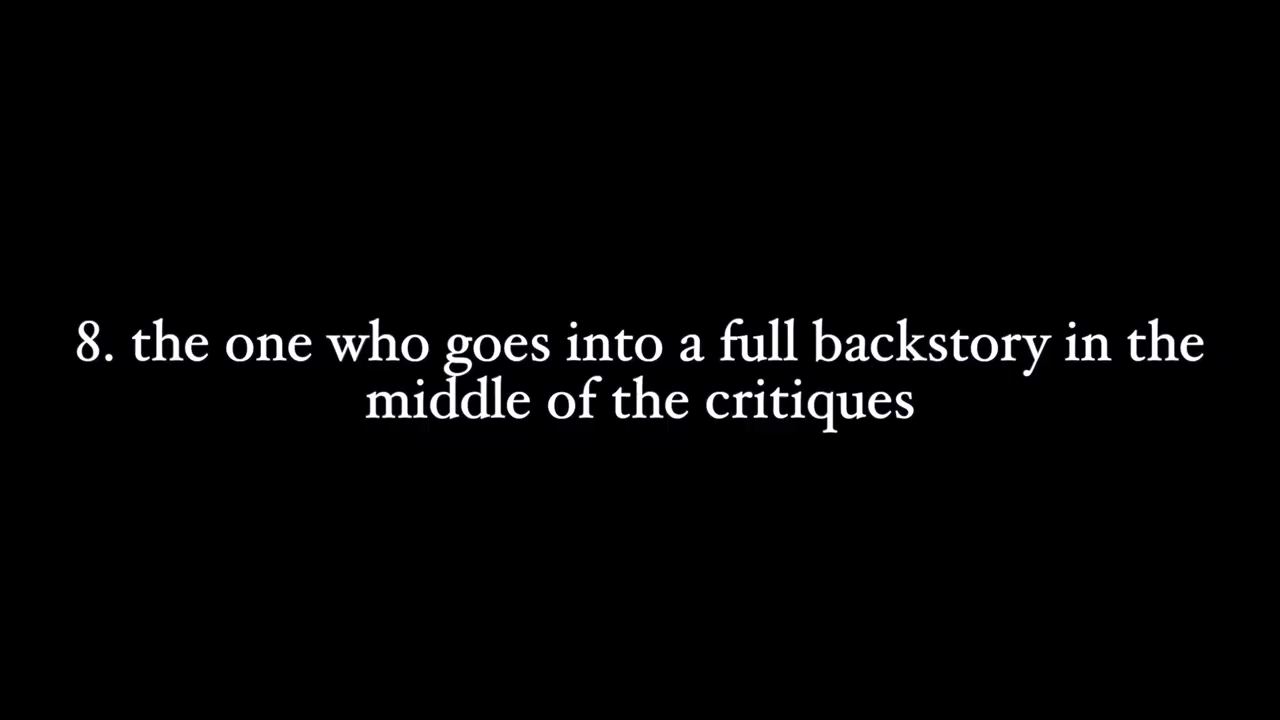 8. the one who goes into a full backstory in the
middle of the critiques